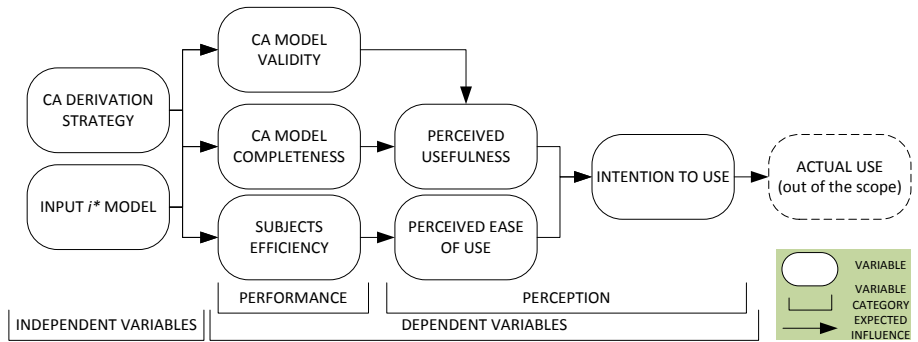 CA MODEL
VALIDITY
CA DERIVATION
STRATEGY
CA MODEL
COMPLETENESS
PERCEIVED
USEFULNESS
INPUT i* MODEL
SUBJECTS
EFFICIENCY
PERCEIVED EASE
OF USE
INTENTION TO USE
ACTUAL USE
(out of the scope)
PERFORMANCE
PERCEPTION
INDEPENDENT VARIABLES
DEPENDENT VARIABLES
VARIABLE
VARIABLE
CATEGORY
EXPECTED
INFLUENCE